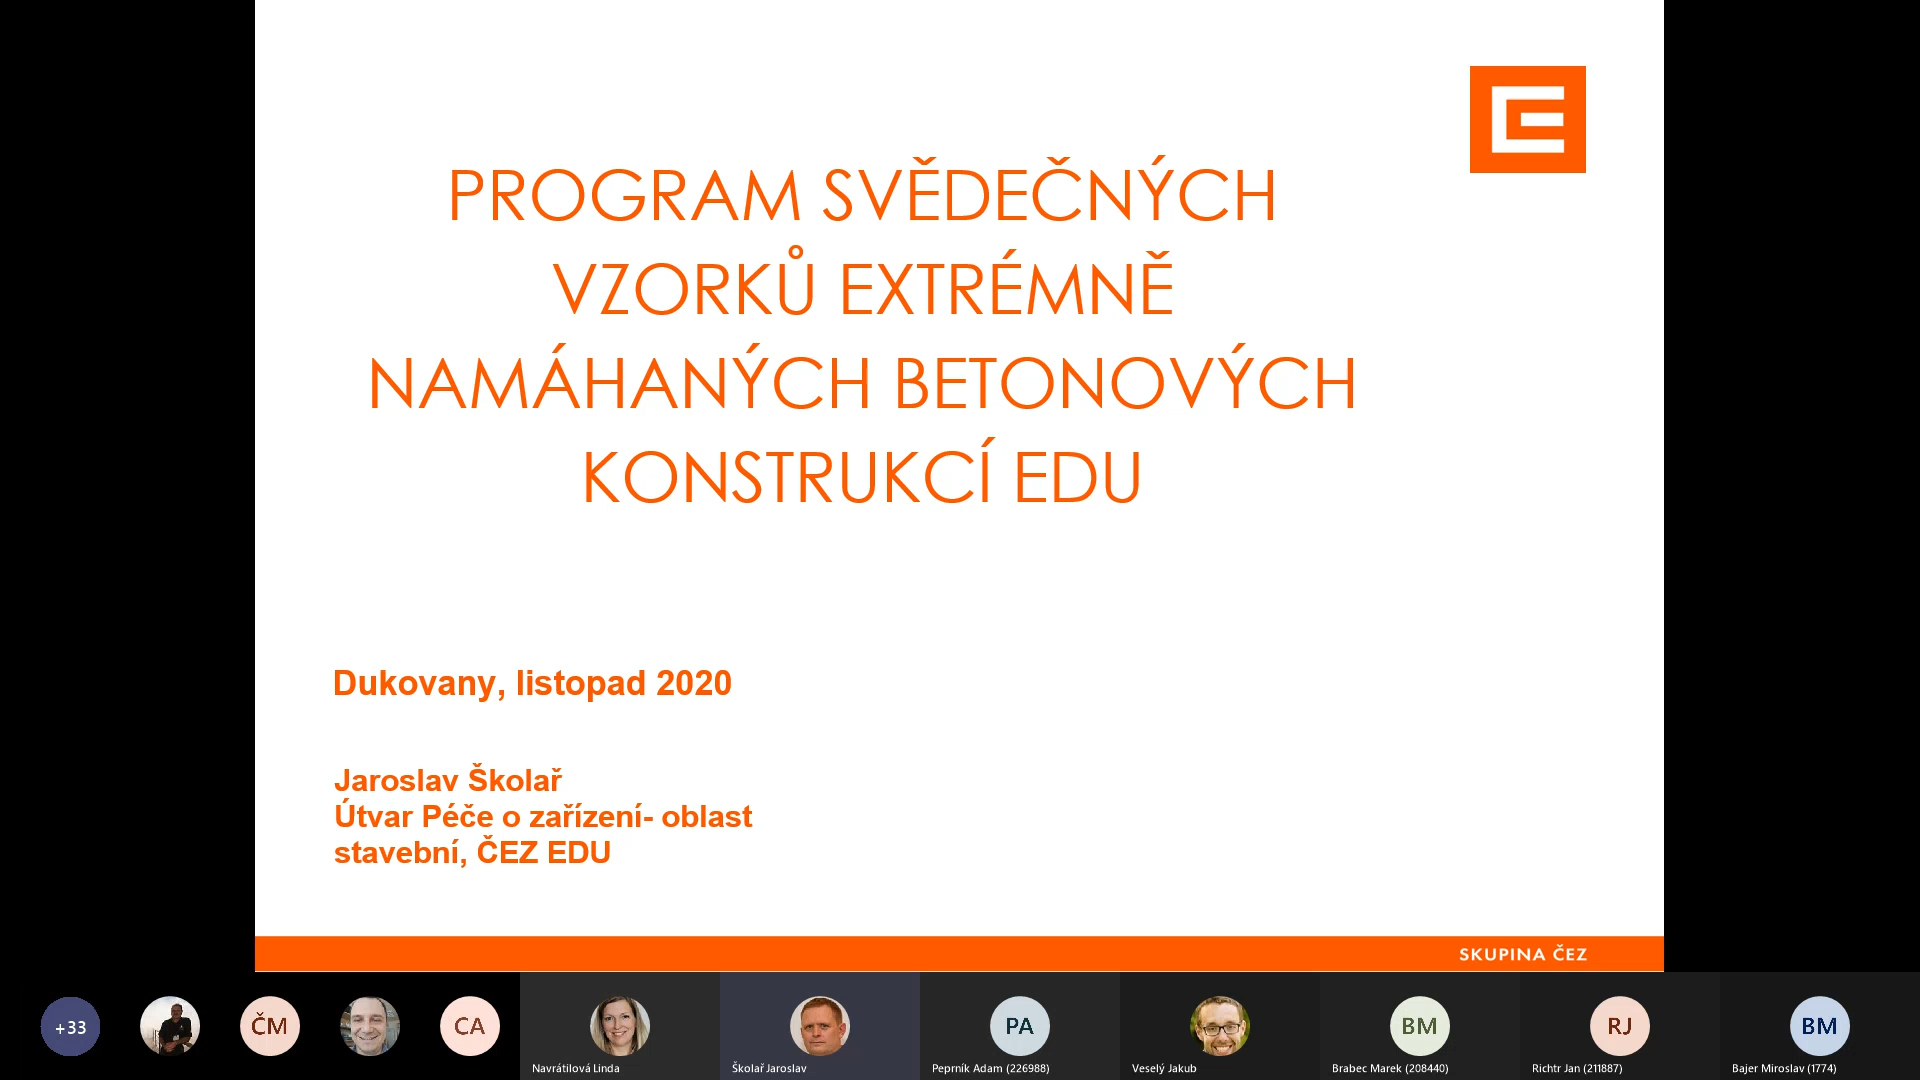 PROGRAM SVĚDEČNÝCH
VZORKŮ EXTRÉMNĚ
NAMÁHANÝCH BETONOVÝCH
KONSTRUKCÍ EDU
Dukovany, listopad 2020
Jaroslav Školař
Útvar Péče o zařízení- oblast
stavební, ČEZ EDU
SKUPINA ČEZ
+33
ČM
CA
PA
BM
RJ
BM
Navrátilová Linda
Školař Jaroslav
Peprník Adam (226988)
Veselý Jakub
Brabec Marek (208440)
Richtr Jan (211887)
Bajer Miroslav (1774)